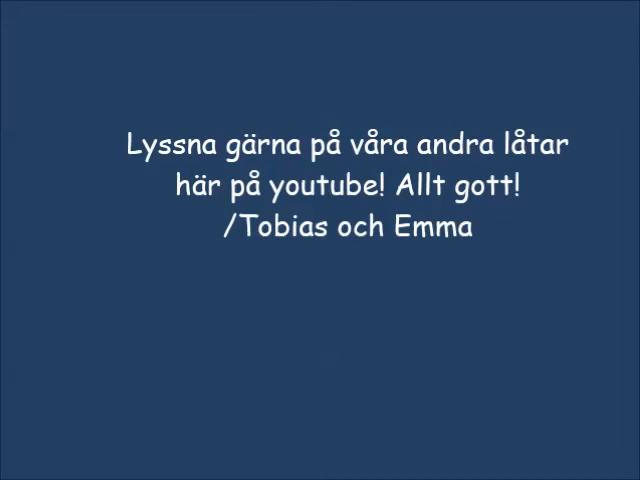 Lyssna gärna på våra andra låtar
här på youtube! Allt gott!
/Tobias och Emma